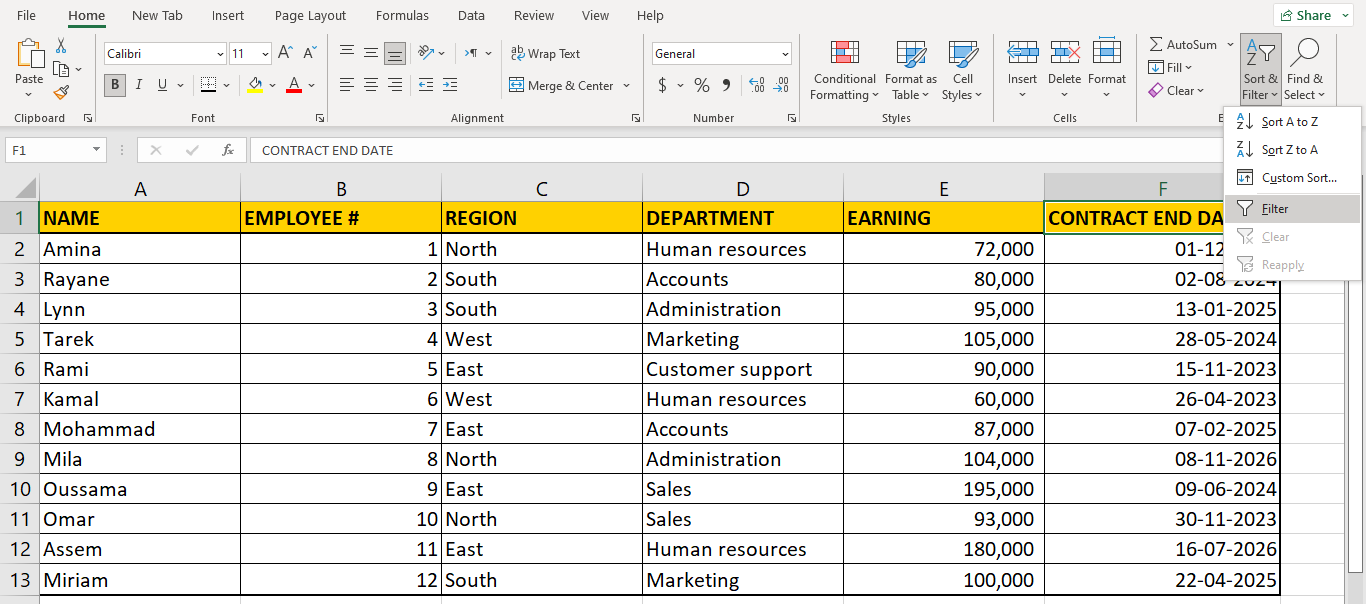 File Home New Tab Insert Page Layout Formulas Data Review View Help Share
Paste
Clipboard
Calibri 11
B I U A
Font
ab Wrap Text
Merge & Center
Alignment
General
$ % 9
Number
Conditional Formatting
Format as Table
Cell Styles
Styles
Insert Delete Format
Cells
AutoSum
Fill
Clear
Sort & Filter
Find & Select
Sort A to Z
Sort Z to A
Custom Sort...
Filter
Clear
Reapply
F1 fx CONTRACT END DATE
A B C D E F
1 NAME EMPLOYEE # REGION DEPARTMENT EARNING CONTRACT END DA
2 Amina 1 North Human resources 72,000 01-12
3 Rayane 2 South Accounts 80,000 02-08-2024
4 Lynn 3 South Administration 95,000 13-01-2025
5 Tarek 4 West Marketing 105,000 28-05-2024
6 Rami 5 East Customer support 90,000 15-11-2023
7 Kamal 6 West Human resources 60,000 26-04-2023
8 Mohammad 7 East Accounts 87,000 07-02-2025
9 Mila 8 North Administration 104,000 08-11-2026
10 Oussama 9 East Sales 195,000 09-06-2024
11 Omar 10 North Sales 93,000 30-11-2023
12 Assem 11 East Human resources 180,000 16-07-2026
13 Miriam 12 South Marketing 100,000 22-04-2025